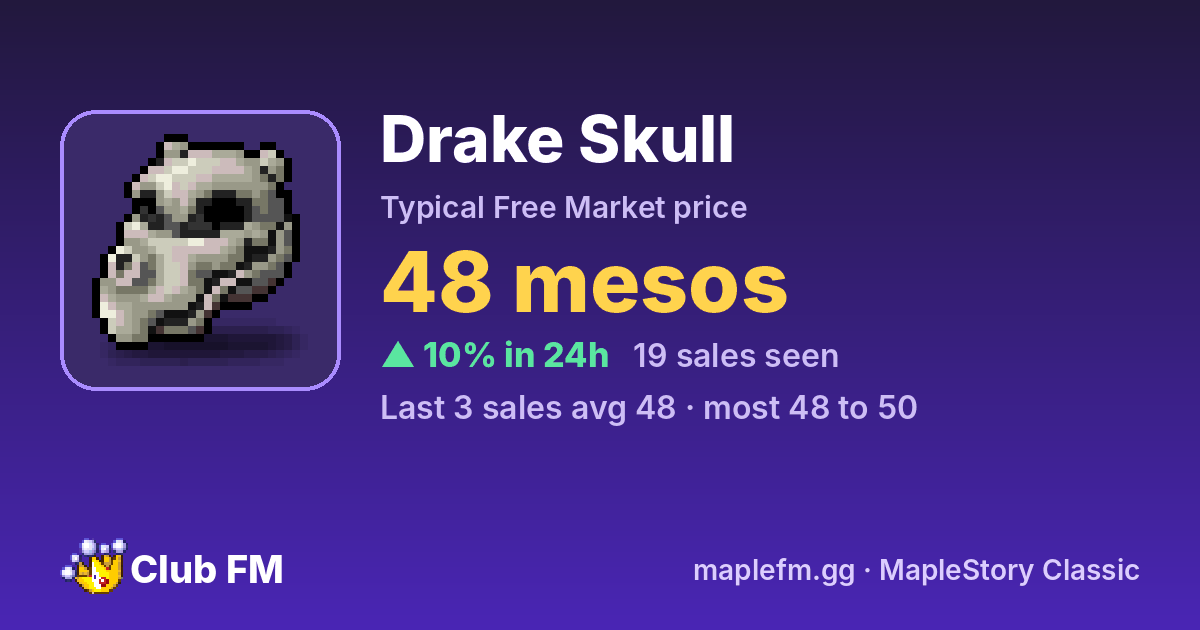 Drake Skull
Typical Free Market price
48 mesos
▲ 10% in 24h 19 sales seen
Last 3 sales avg 48 · most 48 to 50
Club FM
maplefm.gg · MapleStory Classic